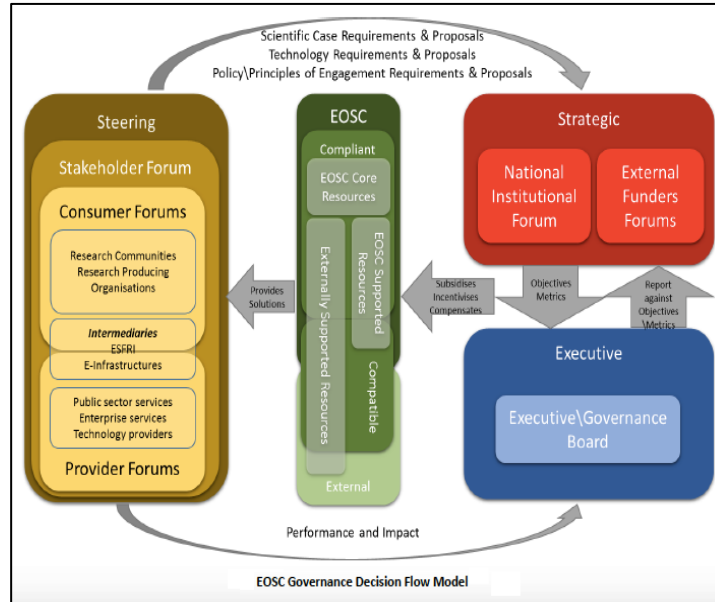 Scientific Case Requirements & Proposals
Technology Requirements & Proposals
Policy\Principles of Engagement Requirements & Proposals
Steering
Stakeholder Forum
Consumer Forums
Research Communities
Research Producing
Organisations
Intermediaries
ESFRI
E-Infrastructures
Public sector services
Enterprise services
Technology providers
Provider Forums
Provides
Solutions
EOSC
Compliant
EOSC Core
Resources
EOSC Supported
Resources
Externally Supported Resources
Compatible
External
Subsidises
Incentivises
Compensates
Strategic
National
Institutional
Forum
External
Funders
Forums
Objectives
Metrics
Report
against
Objectives
\Metrics
Executive
Executive\Governance
Board
Performance and Impact
EOSC Governance Decision Flow Model